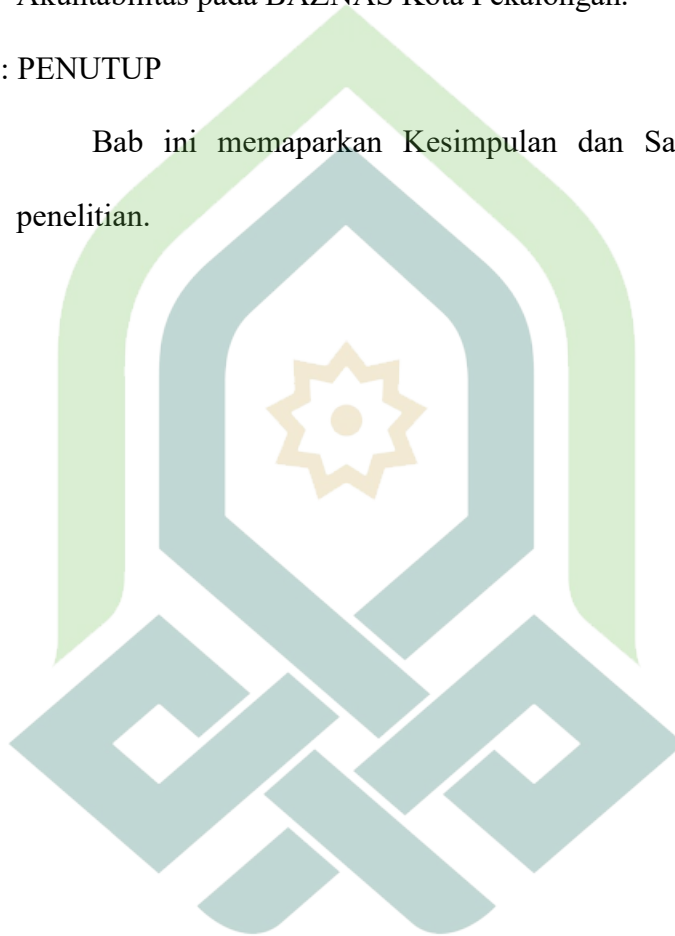 Akuntabilitas pada BAZNAS Kota Pekalongan.
: PENUTUP
Bab ini memaparkan Kesimpulan dan Sa
penelitian.